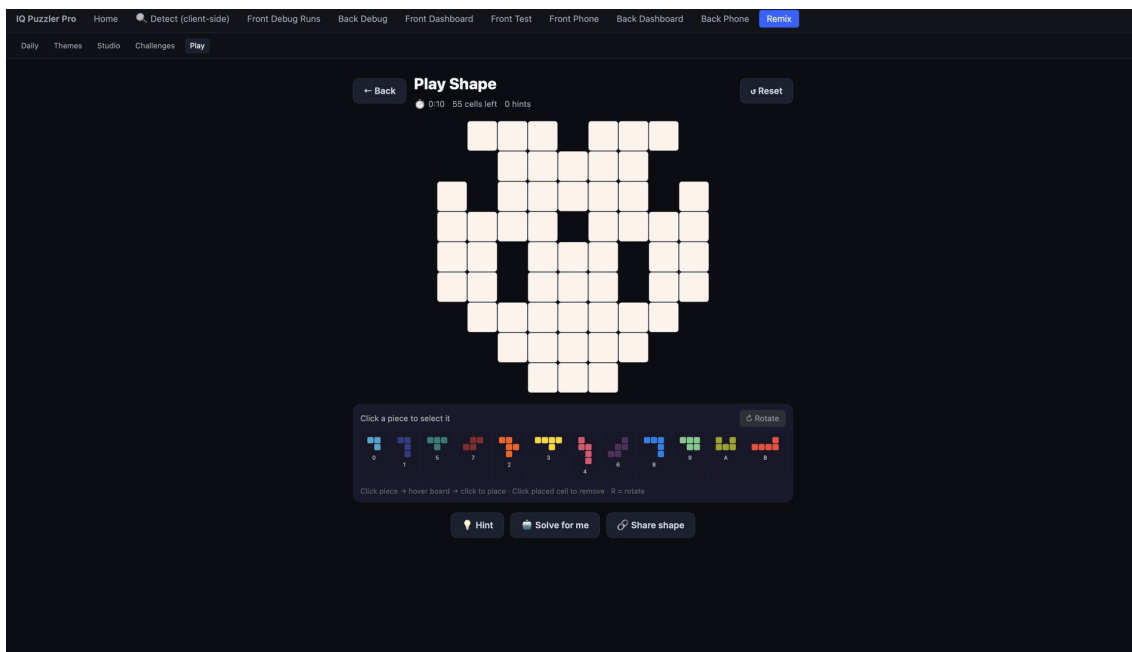 IQ Puzzler Pro Home 🔍 Detect (client-side) Front Debug Runs Back Debug Front Dashboard Front Test Front Phone Back Dashboard Back Phone Remix
Daily Themes Studio Challenges Play
← Back
Play Shape
⏱ 0:10 55 cells left 0 hints
↺ Reset
Click a piece to select it
↻ Rotate
0 1 5 7 2 3 4 6 8 9 A B
Click piece → hover board → click to place · Click placed cell to remove · R = rotate
💡 Hint 🤖 Solve for me 🔗 Share shape